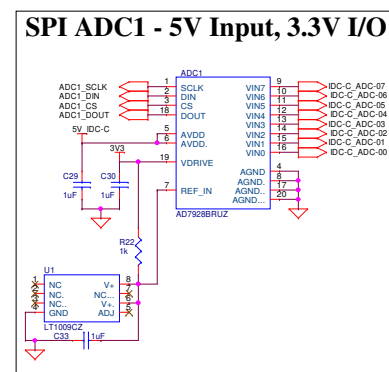 SPI ADC1 - 5V Input, 3.3V I/O
ADC1
ADC1_SCLK 1 SCLK VIN7 9 IDC-C_ADC-07
ADC1_DIN 2 DIN VIN6 10 IDC-C_ADC-06
ADC1_CS 3 CS VIN5 11 IDC-C_ADC-05
ADC1_DOUT 18 DOUT VIN4 12 IDC-C_ADC-04
VIN3 13 IDC-C_ADC-03
5V_IDC-C 5 AVDD VIN2 14 IDC-C_ADC-02
6 AVDD. VIN1 15 IDC-C_ADC-01
VIN0 16 IDC-C_ADC-00
3V3
19 VDRIVE AGND 4
C29 C30 AGND. 8
1uF 1uF 7 REF_IN AGND.. 17
AGND... 20
AD7928BRUZ
R22
1k
U1
1 NC V+ 8
2 NC. NC... 7
3 NC.. V+. 6
4 GND ADJ 5
LT1009CZ
C33 1uF